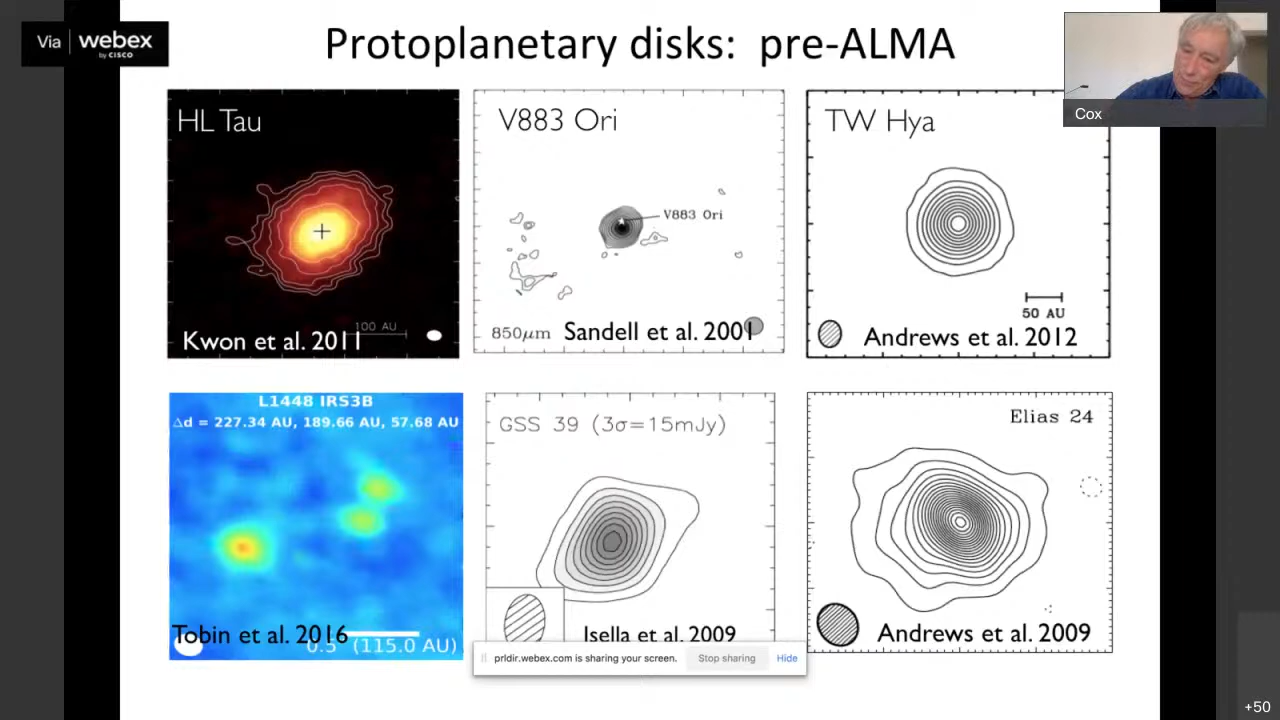 Via webex
by CISCO
Protoplanetary disks: pre-ALMA
Cox
HL Tau
100 AU
Kwon et al. 2011
V883 Ori
V883 Ori
850μm
Sandell et al. 2001
TW Hya
50 AU
Andrews et al. 2012
L1448 IRS3B
Δd = 227.34 AU, 189.66 AU, 57.68 AU
Tobin et al. 2016
0.5" (115.0 AU)
GSS 39 (3σ=15mJy)
Isella et al. 2009
Elias 24
Andrews et al. 2009
prldir.webex.com is sharing your screen.
Stop sharing
Hide
+50